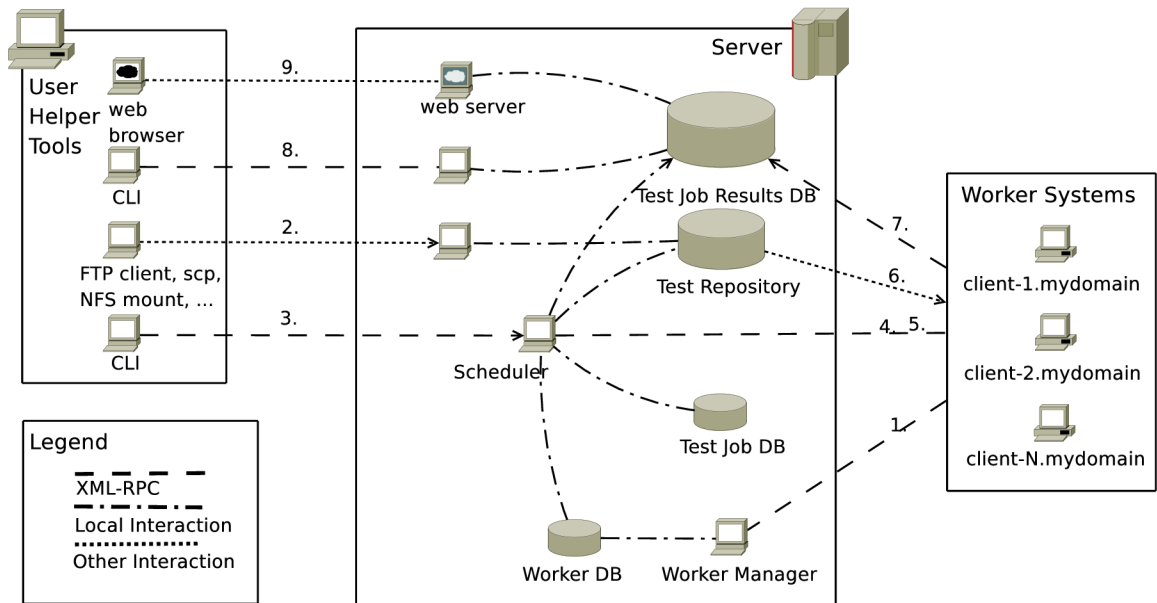 User
Helper
Tools
web
browser
CLI
FTP client, scp,
NFS mount, ...
CLI
9.
8.
2.
3.
Server
web server
Test Job Results DB
Test Repository
Scheduler
Test Job DB
Worker DB
Worker Manager
7.
6.
4. 5.
1.
Worker Systems
client-1.mydomain
client-2.mydomain
client-N.mydomain
Legend
XML-RPC
Local Interaction
Other Interaction